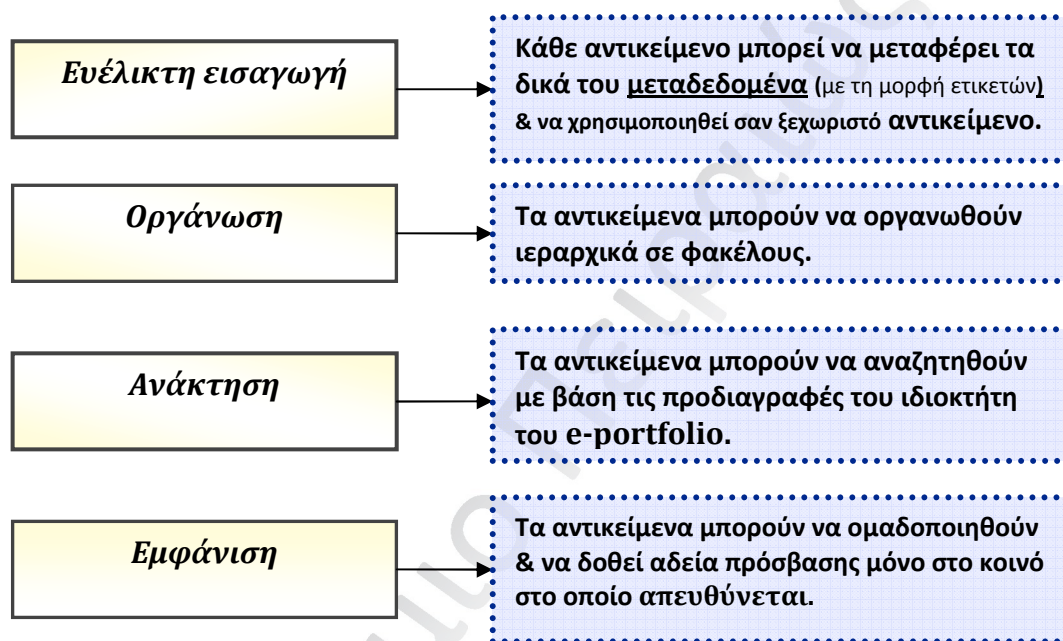 Ευέλικτη εισαγωγή
Κάθε αντικείμενο μπορεί να μεταφέρει τα
δικά του μεταδεδομένα (με τη μορφή ετικετών)
& να χρησιμοποιηθεί σαν ξεχωριστό αντικείμενο.
Οργάνωση
Τα αντικείμενα μπορούν να οργανωθούν
ιεραρχικά σε φακέλους.
Ανάκτηση
Τα αντικείμενα μπορούν να αναζητηθούν
με βάση τις προδιαγραφές του ιδιοκτήτη
του e-portfolio.
Εμφάνιση
Τα αντικείμενα μπορούν να ομαδοποιηθούν
& να δοθεί αδεία πρόσβασης μόνο στο κοινό
στο οποίο απευθύνεται.